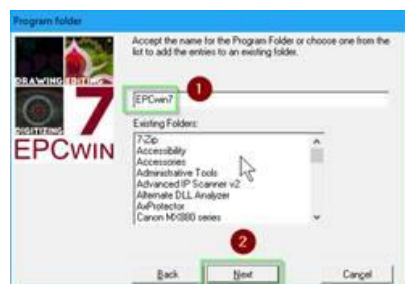 Program folder
Accept the name for the Program Folder or choose one from the
list to add the entries to an existing folder.
DRAWING EDITING
1
EPCwin7
DIGITIZING
7
EPCWIN
Existing Folders:
7-Zip
Accessibility
Accessories
Administrative Tools
Advanced IP Scanner v2
Alternate DLL Analyzer
AxProtector
Canon MX880 series
2
Back
Next
Cancel